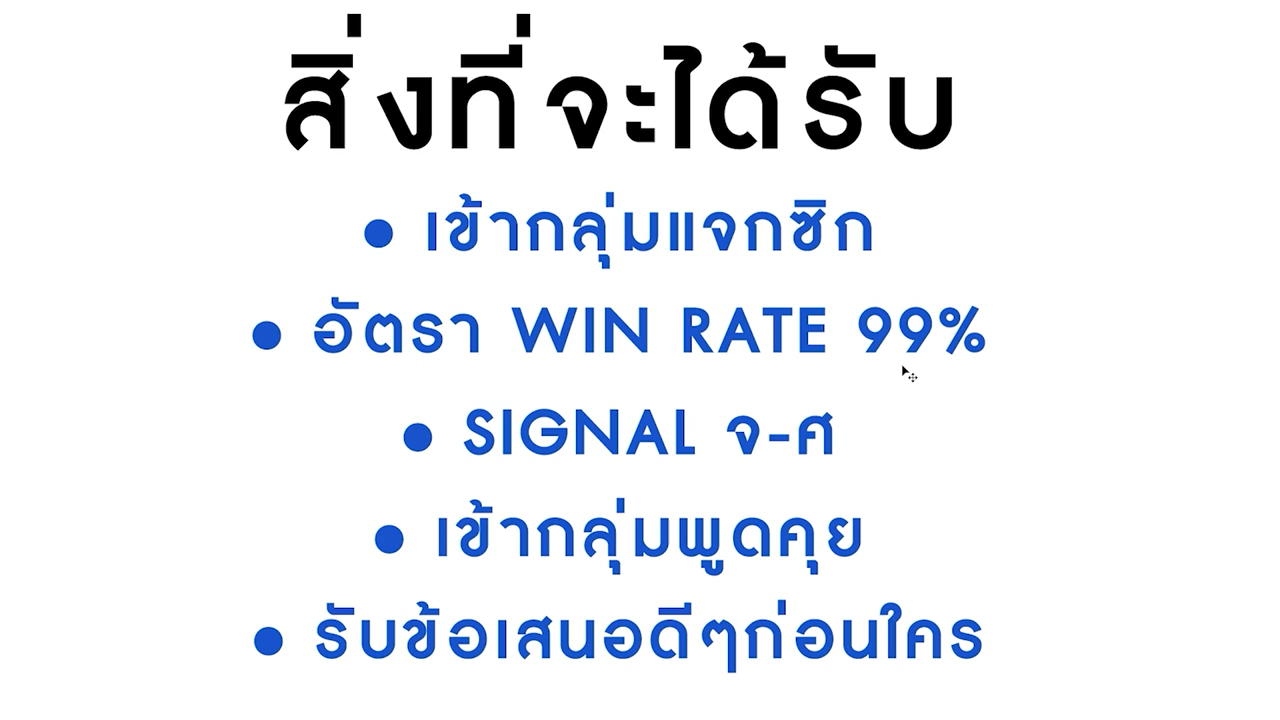 สิ่งที่จะได้รับ
● เข้ากลุ่มแจกซิก
● อัตรา WIN RATE 99%
● SIGNAL จ-ศ
● เข้ากลุ่มพูดคุย
● รับข้อเสนอดีๆก่อนใคร